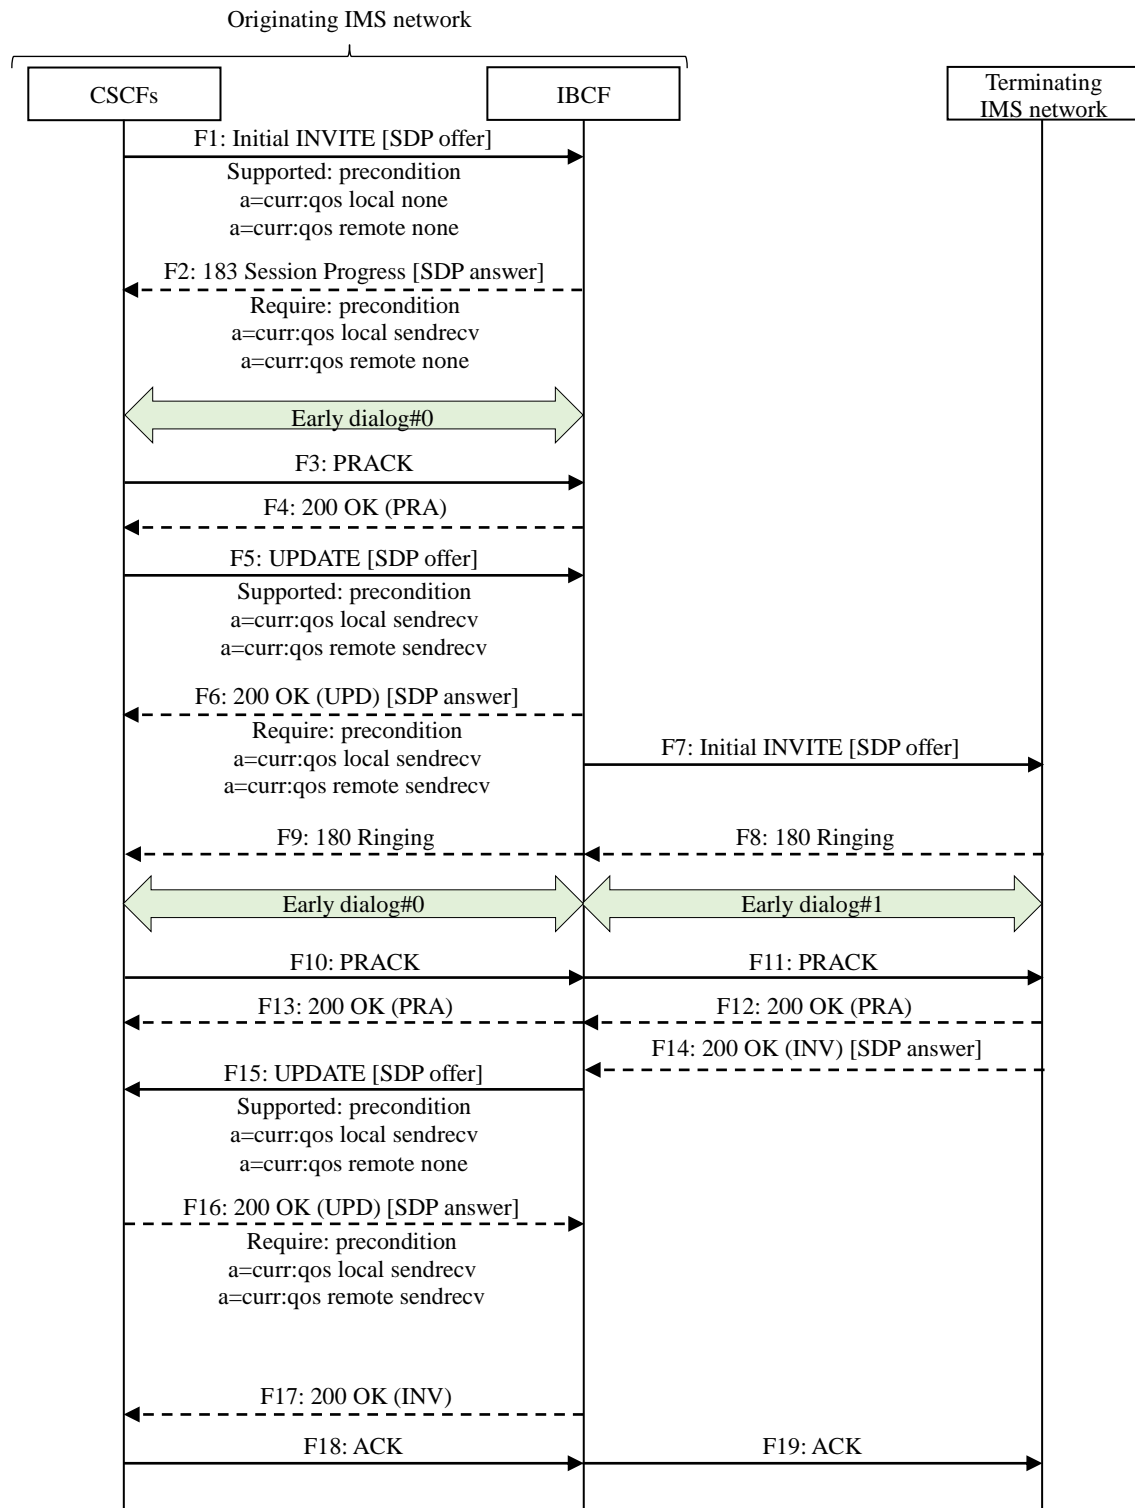 Originating IMS network
CSCFs
IBCF
Terminating
IMS network
F1: Initial INVITE [SDP offer]
Supported: precondition
a=curr:qos local none
a=curr:qos remote none
F2: 183 Session Progress [SDP answer]
Require: precondition
a=curr:qos local sendrecv
a=curr:qos remote none
Early dialog#0
F3: PRACK
F4: 200 OK (PRA)
F5: UPDATE [SDP offer]
Supported: precondition
a=curr:qos local sendrecv
a=curr:qos remote sendrecv
F6: 200 OK (UPD) [SDP answer]
Require: precondition
a=curr:qos local sendrecv
a=curr:qos remote sendrecv
F7: Initial INVITE [SDP offer]
F9: 180 Ringing
F8: 180 Ringing
Early dialog#0
Early dialog#1
F10: PRACK
F11: PRACK
F13: 200 OK (PRA)
F12: 200 OK (PRA)
F14: 200 OK (INV) [SDP answer]
F15: UPDATE [SDP offer]
Supported: precondition
a=curr:qos local sendrecv
a=curr:qos remote none
F16: 200 OK (UPD) [SDP answer]
Require: precondition
a=curr:qos local sendrecv
a=curr:qos remote sendrecv
F17: 200 OK (INV)
F18: ACK
F19: ACK